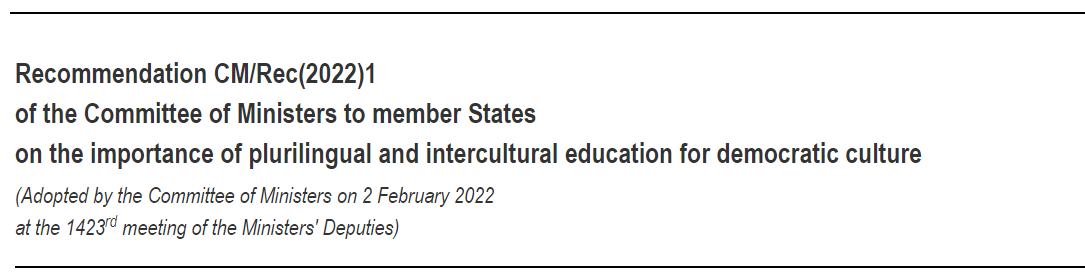 Recommendation CM/Rec(2022)1
of the Committee of Ministers to member States
on the importance of plurilingual and intercultural education for democratic culture
(Adopted by the Committee of Ministers on 2 February 2022
at the 1423rd meeting of the Ministers' Deputies)